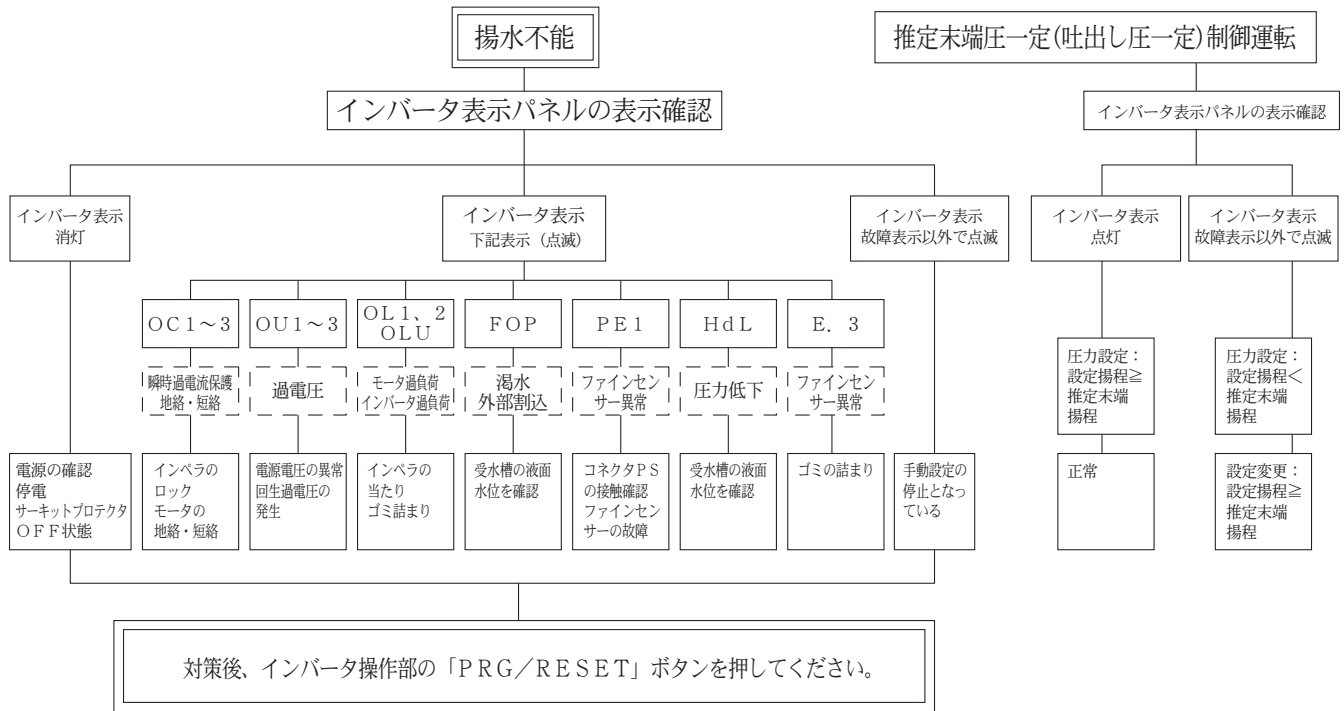 揚水不能
インバータ表示パネルの表示確認
インバータ表示
消灯
インバータ表示
下記表示（点滅）
インバータ表示
故障表示以外で点滅
ＯＣ１～３
ＯＵ１～３
ＯＬ１、２
ＯＬＵ
ＦＯＰ
ＰＥ１
ＨｄＬ
Ｅ．３
瞬時過電流保護
地絡・短絡
過電圧
モータ過負荷
インバータ過負荷
渇水
外部割込
ファインセン
サー異常
圧力低下
ファインセン
サー異常
電源の確認
停電
サーキットプロテクタ
ＯＦＦ状態
インペラの
ロック
モータの
地絡・短絡
電源電圧の異常
回生過電圧の
発生
インペラの
当たり
ゴミ詰まり
受水槽の液面
水位を確認
コネクタＰＳ
の接触確認
ファインセン
サーの故障
受水槽の液面
水位を確認
ゴミの詰まり
手動設定の
停止となっ
ている
対策後、インバータ操作部の「ＰＲＧ／ＲＥＳＥＴ」ボタンを押してください。
推定末端圧一定(吐出し圧一定)制御運転
インバータ表示パネルの表示確認
インバータ表示
点灯
インバータ表示
故障表示以外で点滅
圧力設定：
設定揚程≧
推定末端
揚程
圧力設定：
設定揚程＜
推定末端
揚程
正常
設定変更：
設定揚程≧
推定末端
揚程